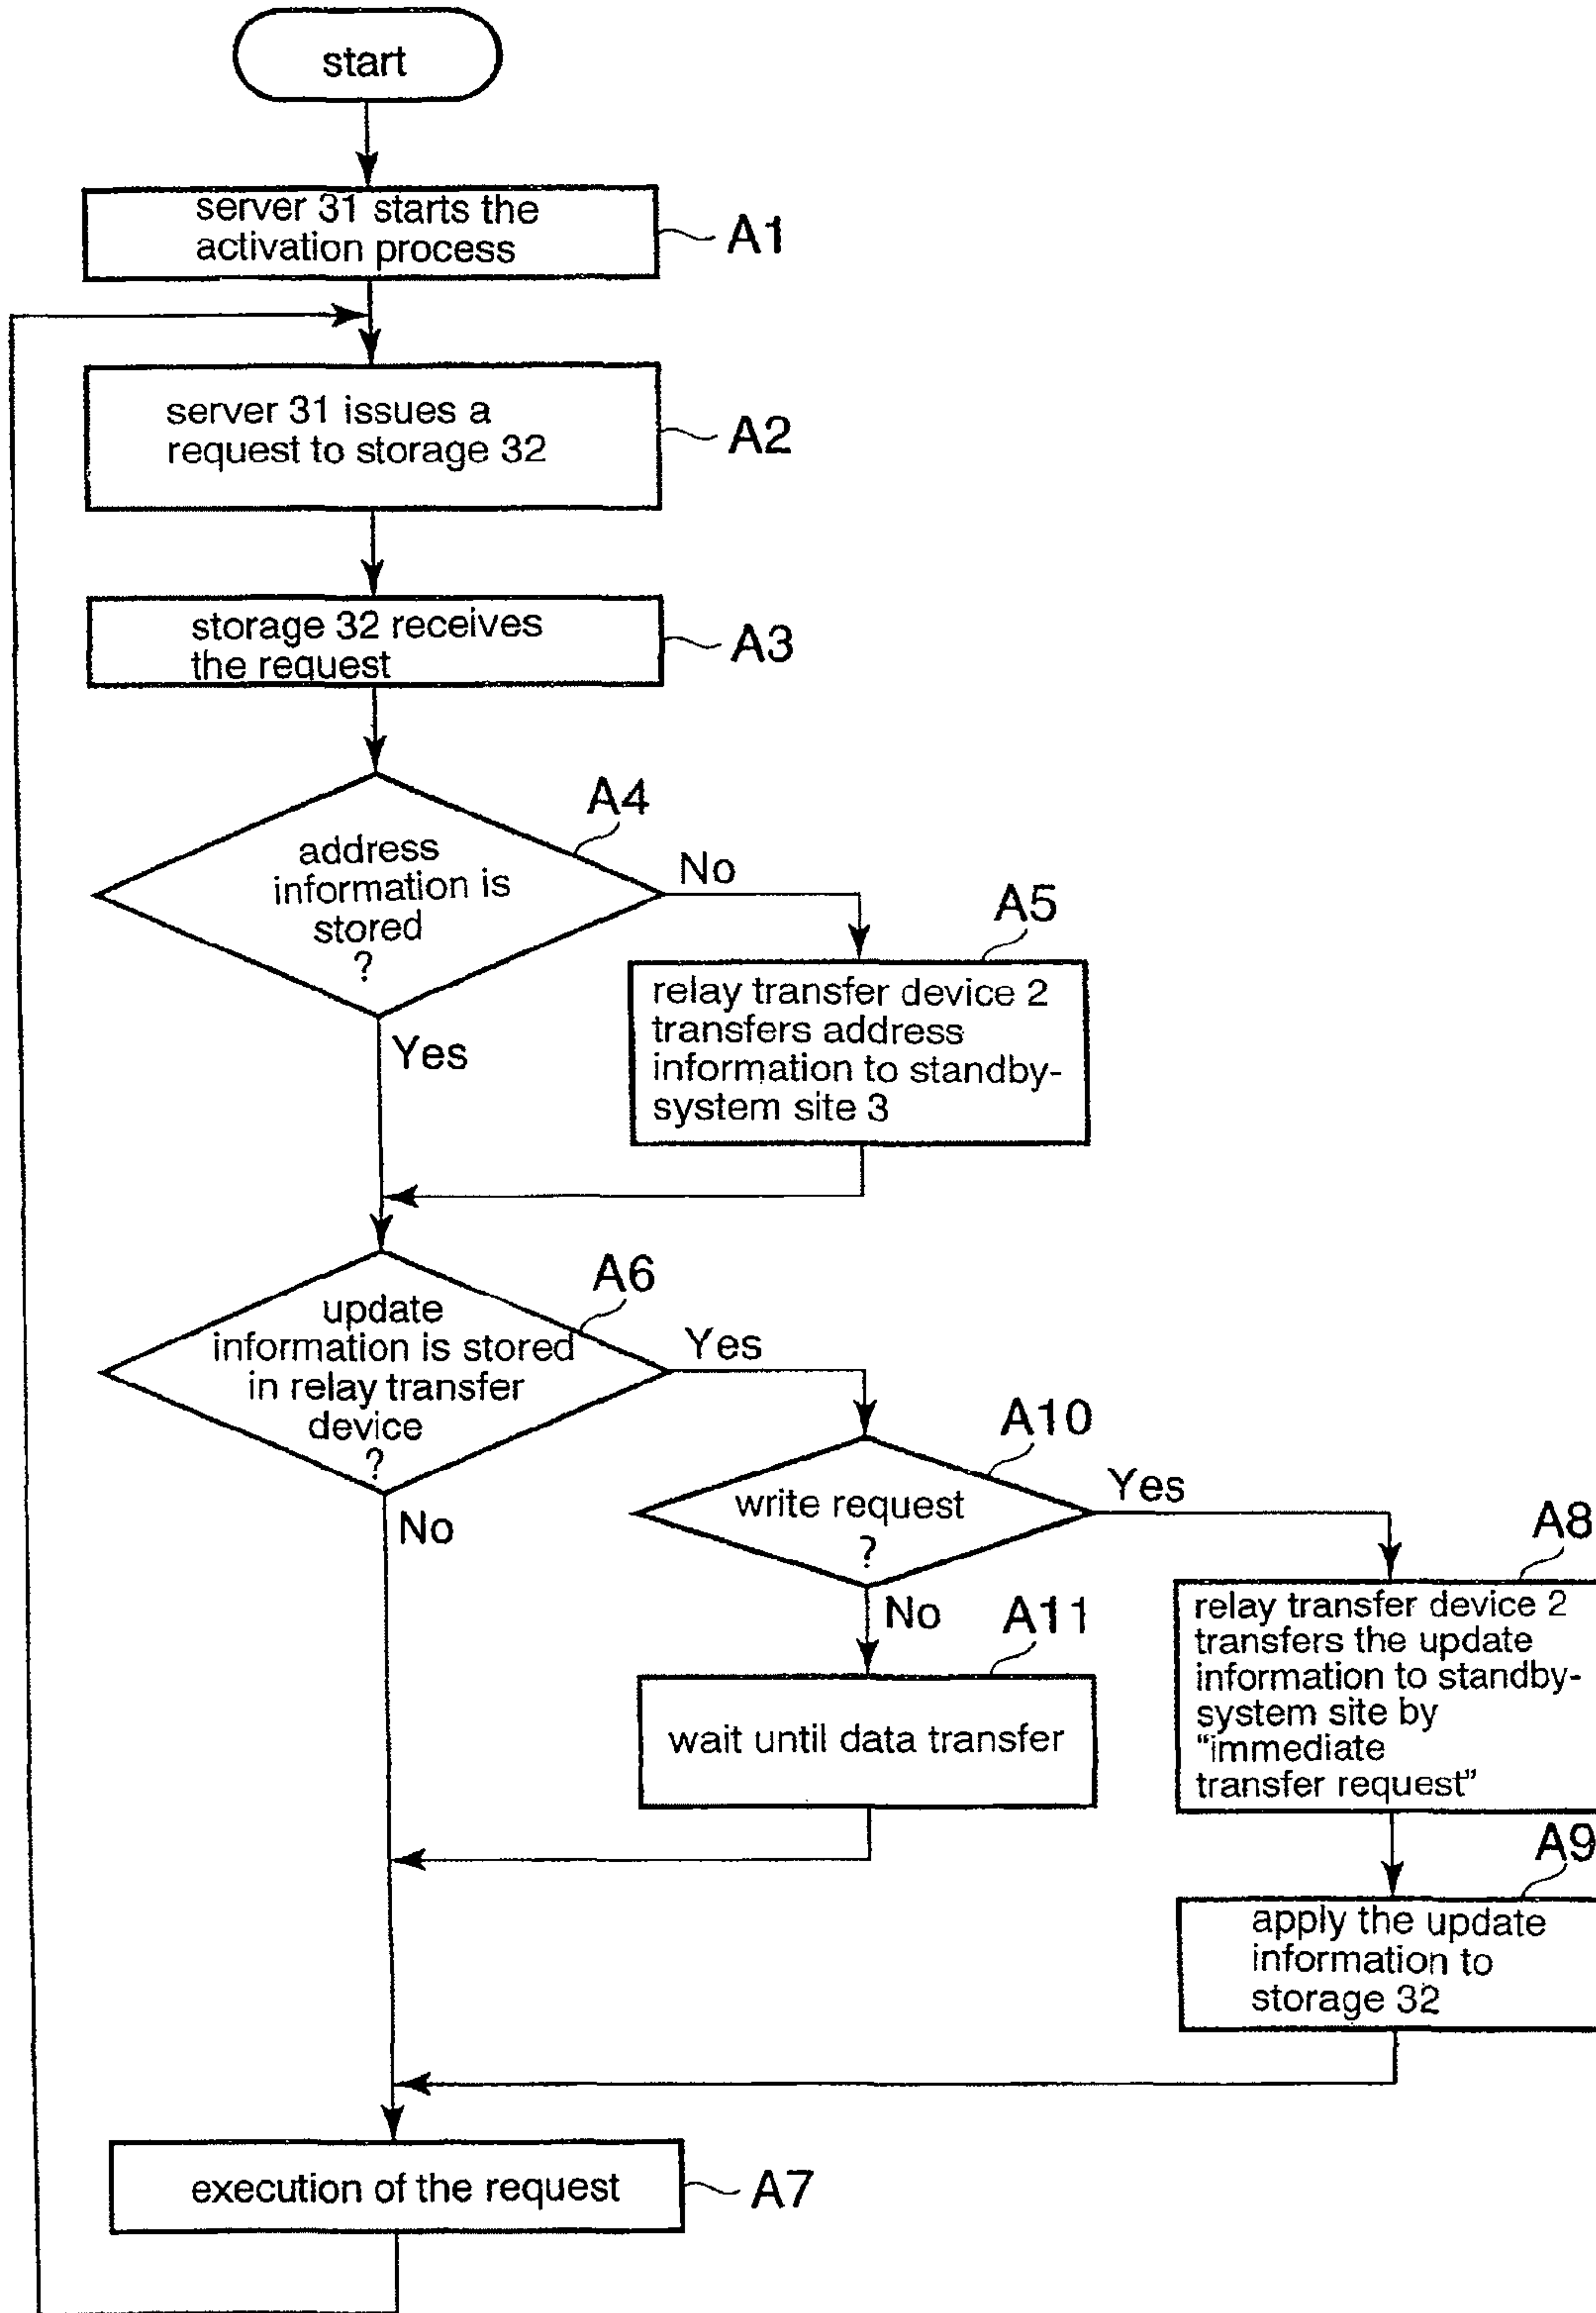 start
server 31 starts the
activation process
A1
server 31 issues a
request to storage 32
A2
storage 32 receives
the request
A3
A4
address
information is
stored
?
No
Yes
A5
relay transfer device 2
transfers address
information to standby-
system site 3
A6
update
information is stored
in relay transfer
device
?
Yes
No
A10
write request
?
Yes
No
A8
relay transfer device 2
transfers the update
information to standby-
system site by
“immediate
transfer request”
A11
wait until data transfer
A9
apply the update
information to
storage 32
execution of the request
A7